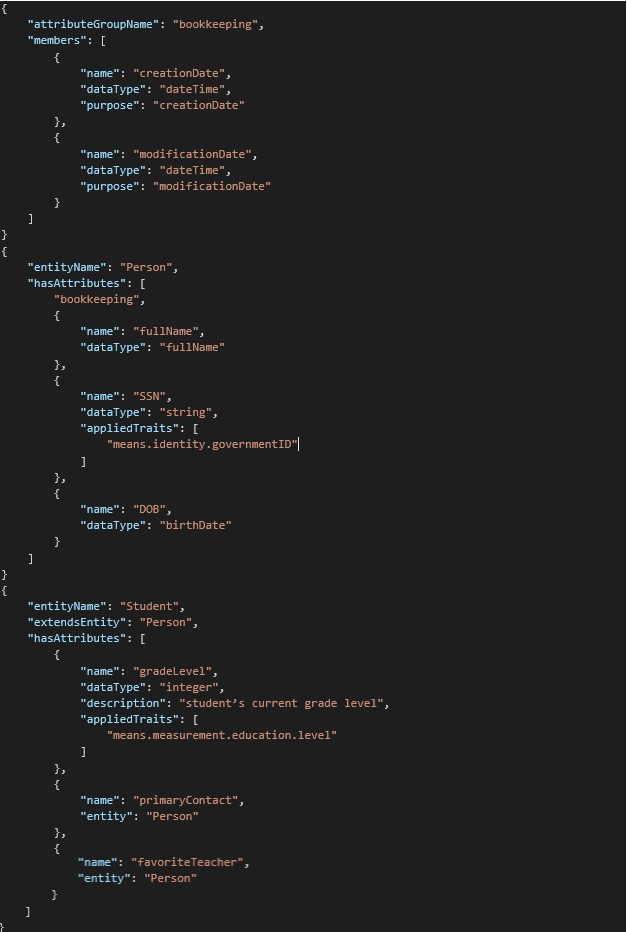 {
    "attributeGroupName": "bookkeeping",
    "members": [
        {
            "name": "creationDate",
            "dataType": "dateTime",
            "purpose": "creationDate"
        },
        {
            "name": "modificationDate",
            "dataType": "dateTime",
            "purpose": "modificationDate"
        }
    ]
}
{
    "entityName": "Person",
    "hasAttributes": [
        "bookkeeping",
        {
            "name": "fullName",
            "dataType": "fullName"
        },
        {
            "name": "SSN",
            "dataType": "string",
            "appliedTraits": [
                "means.identity.governmentID"
            ]
        },
        {
            "name": "DOB",
            "dataType": "birthDate"
        }
    ]
}
{
    "entityName": "Student",
    "extendsEntity": "Person",
    "hasAttributes": [
        {
            "name": "gradeLevel",
            "dataType": "integer",
            "description": "student’s current grade level",
            "appliedTraits": [
                "means.measurement.education.level"
            ]
        },
        {
            "name": "primaryContact",
            "entity": "Person"
        },
        {
            "name": "favoriteTeacher",
            "entity": "Person"
        }
    ]
}